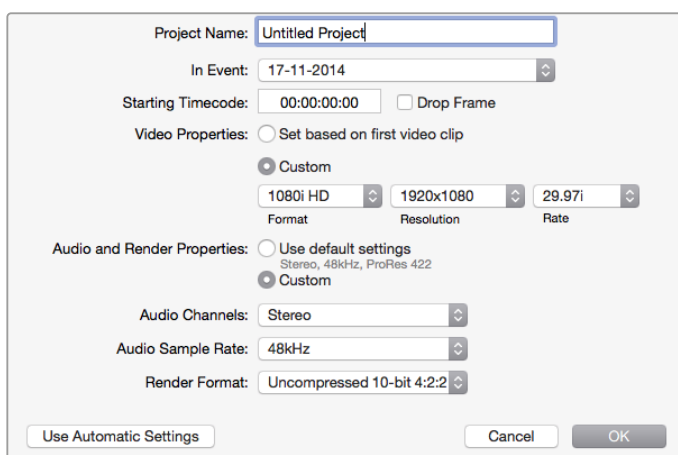 Project Name: Untitled Project
In Event: 17-11-2014
Starting Timecode: 00:00:00:00 Drop Frame
Video Properties: Set based on first video clip
Custom
1080i HD 1920x1080 29.97i
Format Resolution Rate
Audio and Render Properties: Use default settings
Stereo, 48kHz, ProRes 422
Custom
Audio Channels: Stereo
Audio Sample Rate: 48kHz
Render Format: Uncompressed 10-bit 4:2:2
Use Automatic Settings Cancel OK